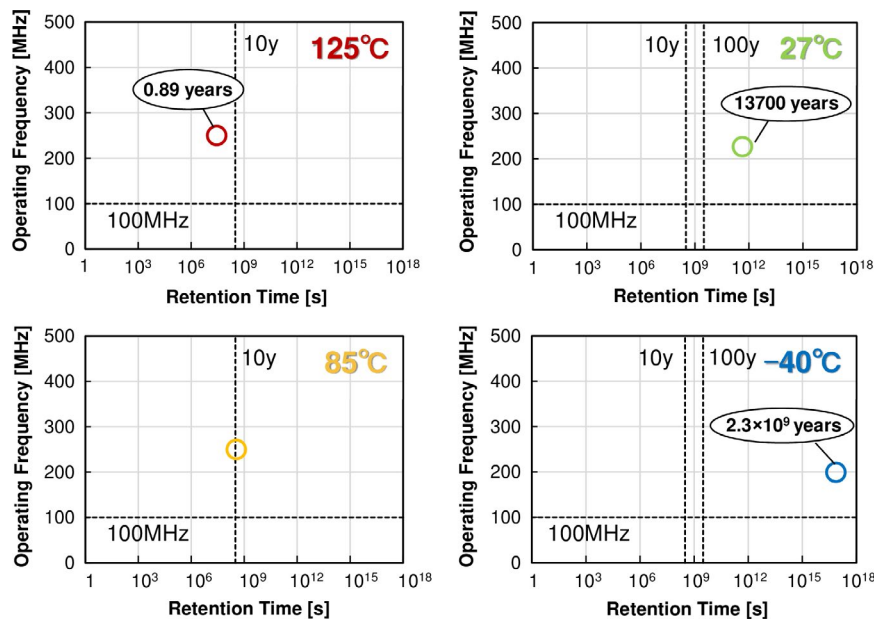 Operating Frequency [MHz]
500
400
300
200
100
0
10y
125℃
0.89 years
100MHz
1 10³ 10⁶ 10⁹ 10¹² 10¹⁵ 10¹⁸
Retention Time [s]
Operating Frequency [MHz]
500
400
300
200
100
0
10y 100y 27℃
13700 years
100MHz
1 10³ 10⁶ 10⁹ 10¹² 10¹⁵ 10¹⁸
Retention Time [s]
Operating Frequency [MHz]
500
400
300
200
100
0
10y
85℃
100MHz
1 10³ 10⁶ 10⁹ 10¹² 10¹⁵ 10¹⁸
Retention Time [s]
Operating Frequency [MHz]
500
400
300
200
100
0
10y 100y −40℃
2.3×10⁹ years
100MHz
1 10³ 10⁶ 10⁹ 10¹² 10¹⁵ 10¹⁸
Retention Time [s]